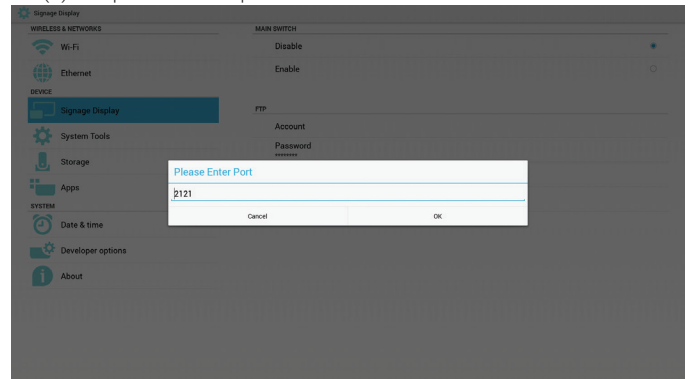 Signage Display
WIRELESS & NETWORKS
Wi-Fi
Ethernet
DEVICE
Signage Display
System Tools
Storage
Apps
SYSTEM
Date & time
Developer options
About
MAIN SWITCH
Disable
Enable
FTP
Account
Password
********
Please Enter Port
2121
Cancel
OK